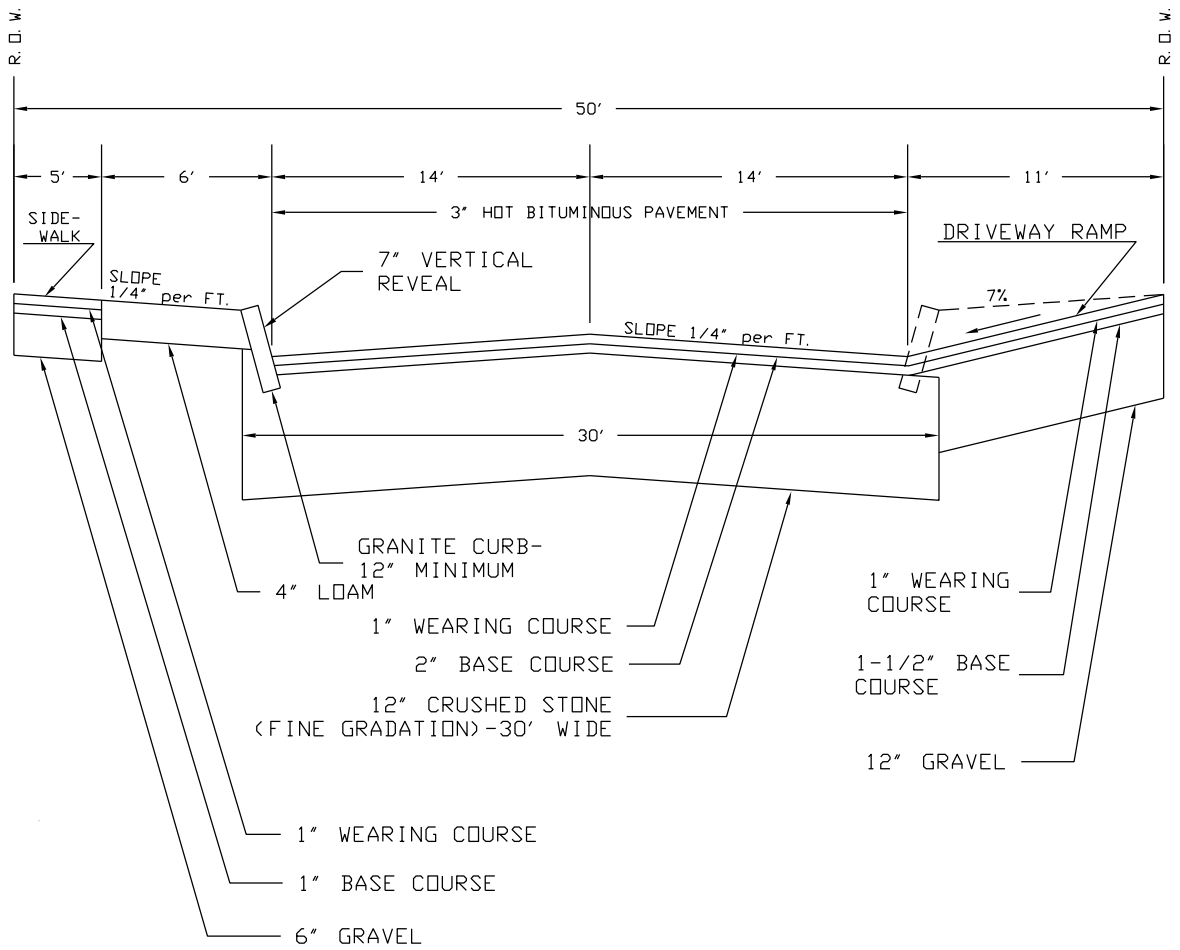 R.O.W.
R.O.W.
50'
5'
6'
14'
14'
11'
3" HOT BITUMINOUS PAVEMENT
SIDE-
WALK
DRIVEWAY RAMP
7" VERTICAL
REVEAL
SLOPE
1/4" per FT.
7%
SLOPE 1/4" per FT.
30'
GRANITE CURB-
12" MINIMUM
4" LOAM
1" WEARING
COURSE
1" WEARING COURSE
2" BASE COURSE
1-1/2" BASE
COURSE
12" CRUSHED STONE
(FINE GRADATION)-30' WIDE
12" GRAVEL
1" WEARING COURSE
1" BASE COURSE
6" GRAVEL